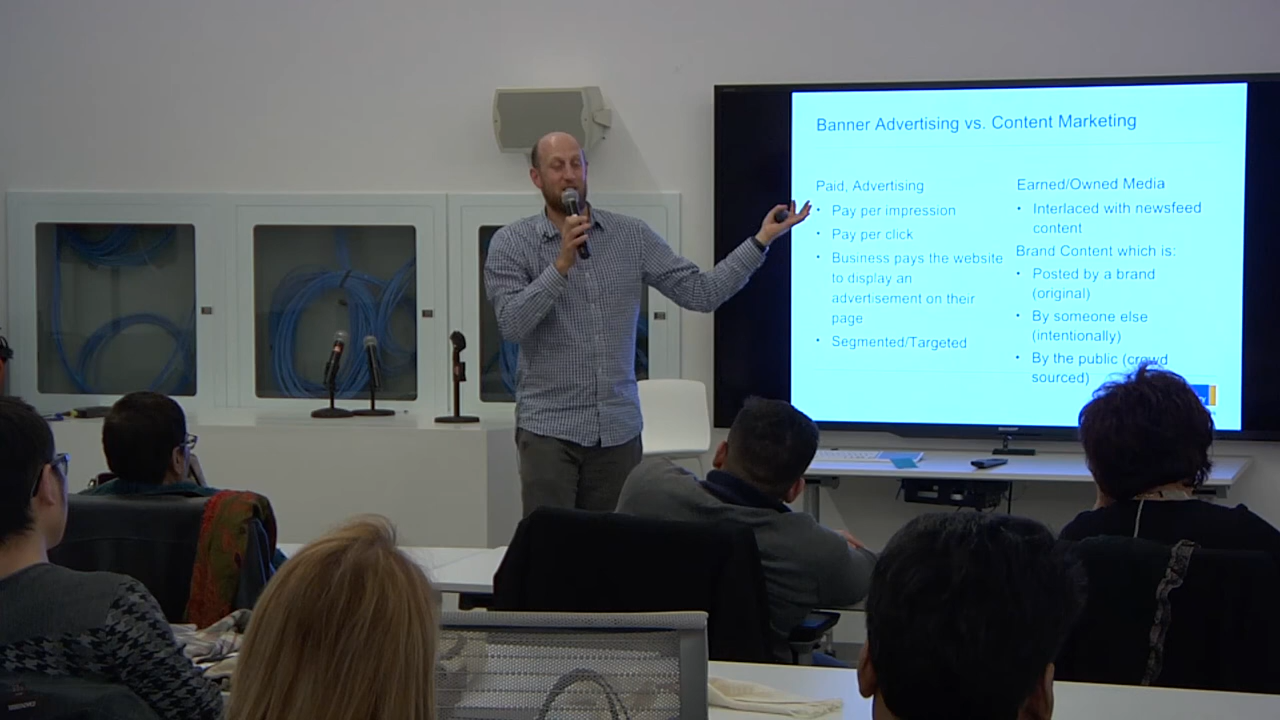 Banner Advertising vs. Content Marketing
Paid, Advertising
• Pay per impression
• Pay per click
• Business pays the website
to display an
advertisement on their
page
• Segmented/Targeted
Earned/Owned Media
• Interlaced with newsfeed
content
Brand Content which is:
• Posted by a brand
(original)
• By someone else
(intentionally)
• By the public (crowd
sourced)